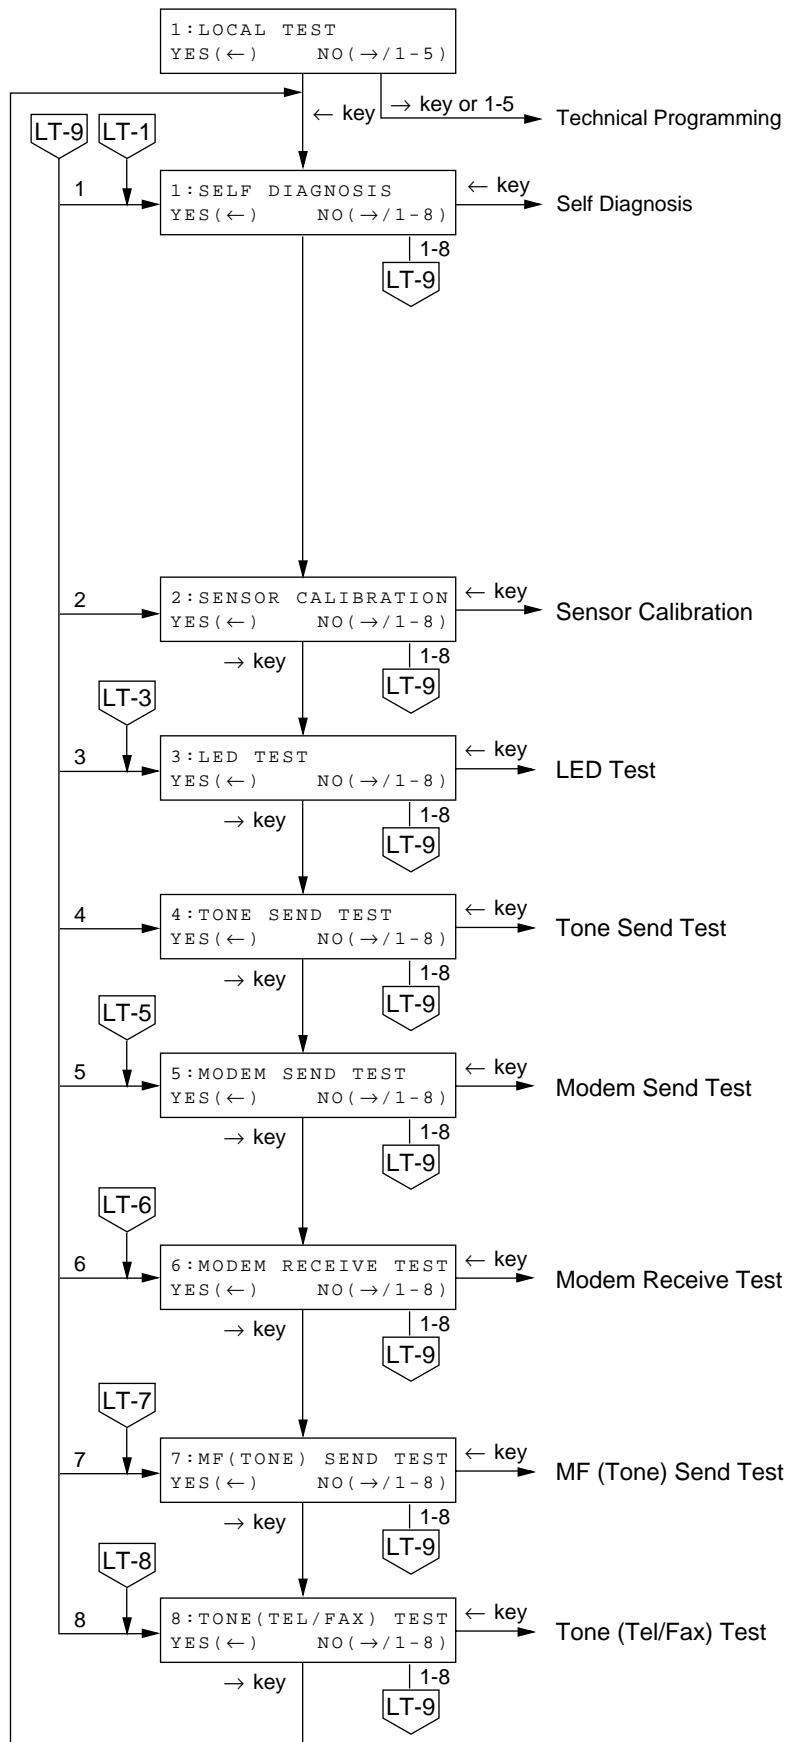 1:LOCAL TEST
YES(←) NO(→/1-5)
← key
→ key or 1-5
Technical Programming
LT-9
LT-1
1
1:SELF DIAGNOSIS
YES(←) NO(→/1-8)
← key
Self Diagnosis
1-8
LT-9
2
2:SENSOR CALIBRATION
YES(←) NO(→/1-8)
← key
Sensor Calibration
→ key
1-8
LT-9
LT-3
3
3:LED TEST
YES(←) NO(→/1-8)
← key
LED Test
→ key
1-8
LT-9
4
4:TONE SEND TEST
YES(←) NO(→/1-8)
← key
Tone Send Test
→ key
1-8
LT-9
LT-5
5
5:MODEM SEND TEST
YES(←) NO(→/1-8)
← key
Modem Send Test
→ key
1-8
LT-9
LT-6
6
6:MODEM RECEIVE TEST
YES(←) NO(→/1-8)
← key
Modem Receive Test
→ key
1-8
LT-9
LT-7
7
7:MF(TONE) SEND TEST
YES(←) NO(→/1-8)
← key
MF (Tone) Send Test
→ key
1-8
LT-9
LT-8
8
8:TONE(TEL/FAX) TEST
YES(←) NO(→/1-8)
← key
Tone (Tel/Fax) Test
→ key
1-8
LT-9